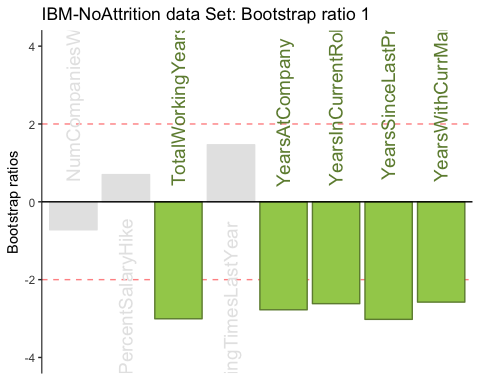 IBM-NoAttrition data Set: Bootstrap ratio 1
Bootstrap ratios
4
2
0
-2
-4
NumCompaniesW
PercentSalaryHike
TotalWorkingYears
ingTimesLastYear
YearsAtCompany
YearsInCurrentRol
YearsSinceLastPr
YearsWithCurrMa